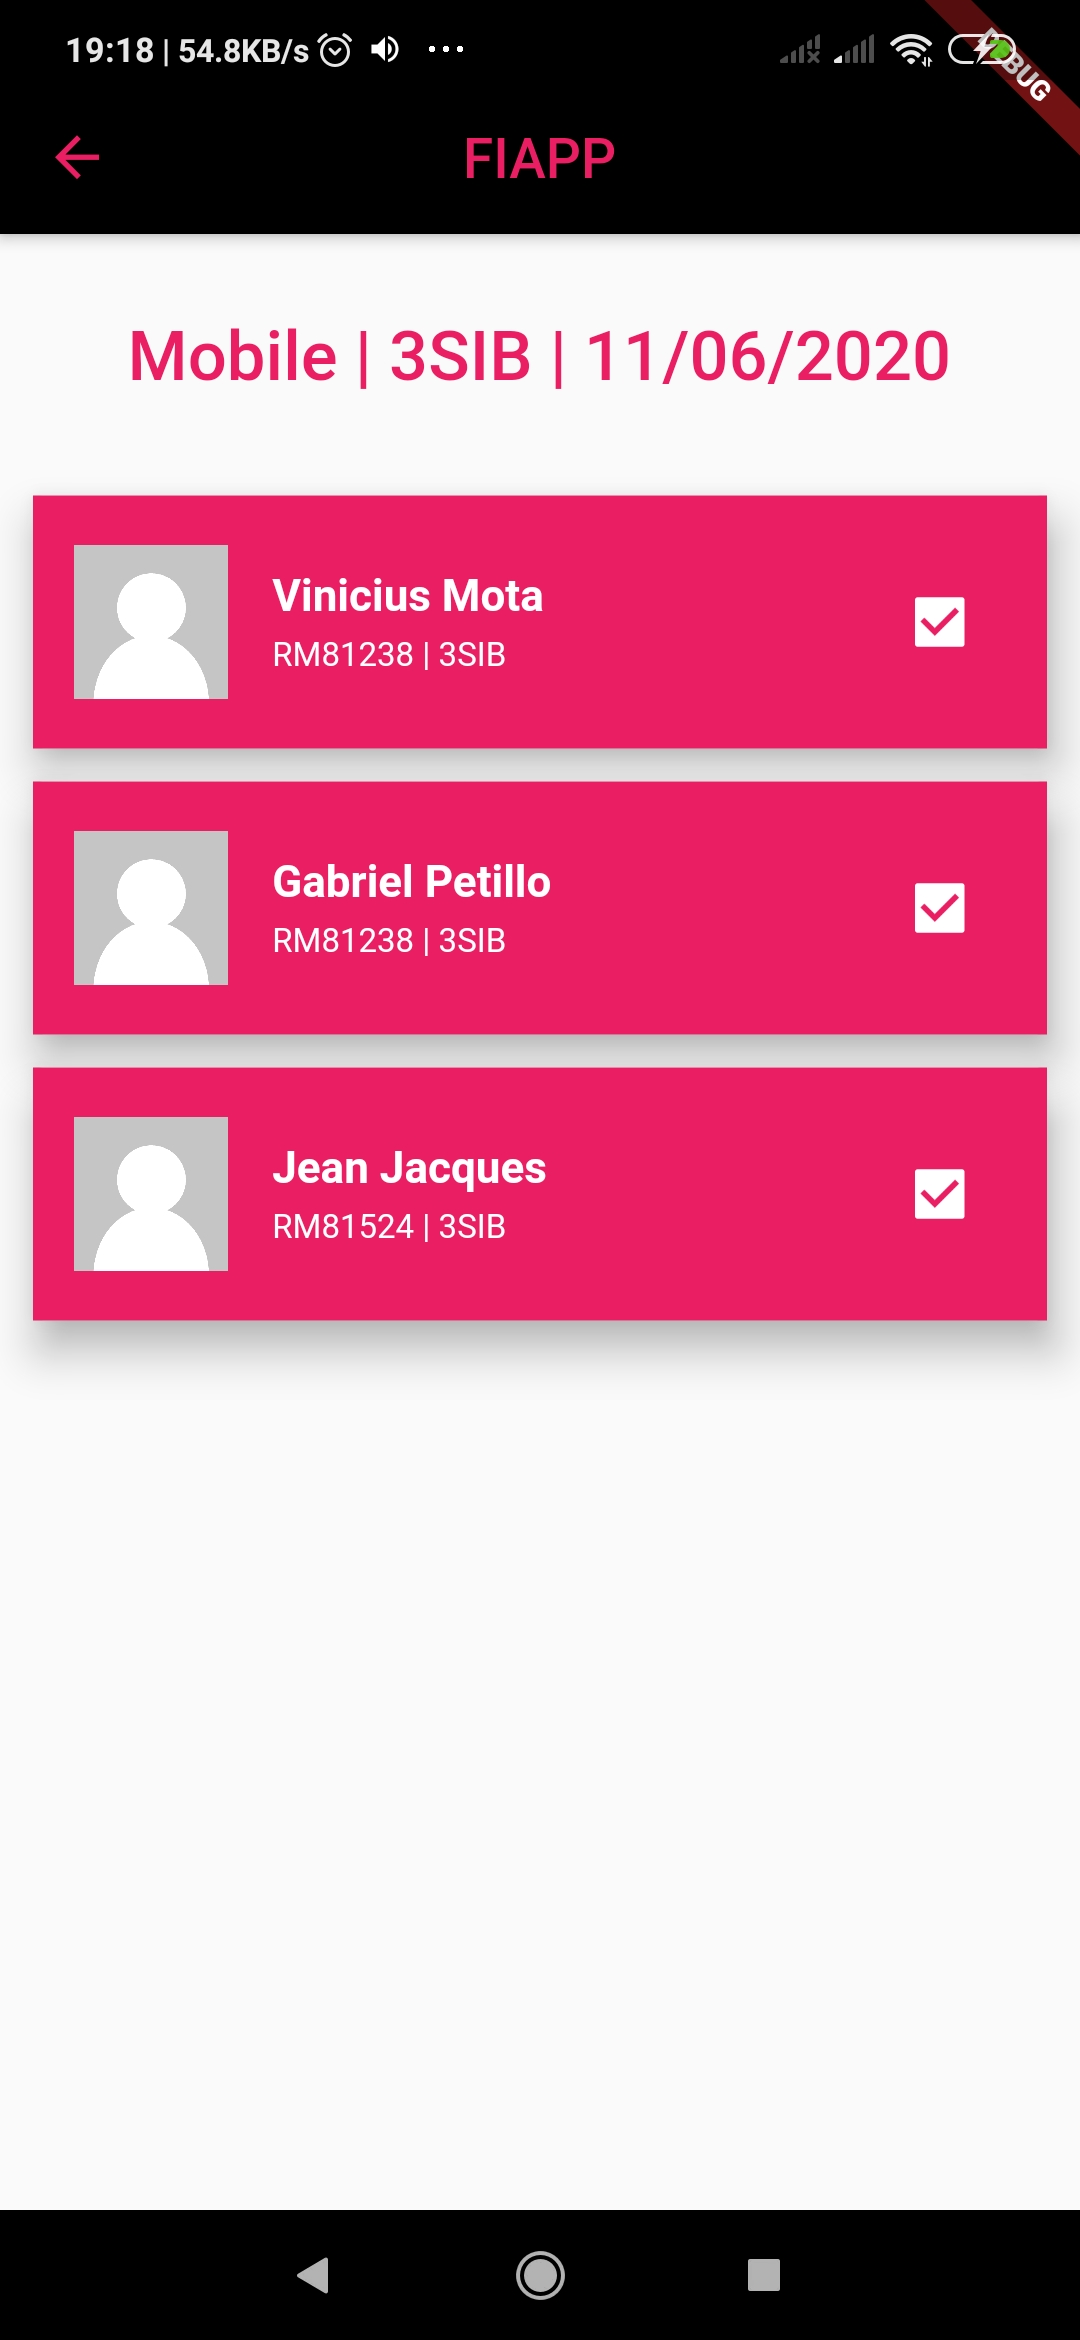 19:18 | 54.8KB/s
DEBUG
FIAPP
Mobile | 3SIB | 11/06/2020
Vinicius Mota
RM81238 | 3SIB
Gabriel Petillo
RM81238 | 3SIB
Jean Jacques
RM81524 | 3SIB